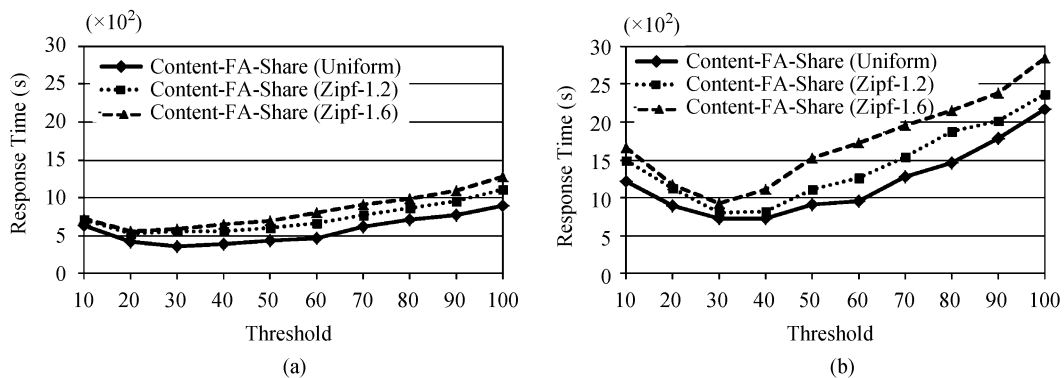 (×10²)
30
25
20
15
10
5
0
Response Time (s)
Content-FA-Share (Uniform)
Content-FA-Share (Zipf-1.2)
Content-FA-Share (Zipf-1.6)
10 20 30 40 50 60 70 80 90 100
Threshold
(a)
(×10²)
30
25
20
15
10
5
0
Response Time (s)
Content-FA-Share (Uniform)
Content-FA-Share (Zipf-1.2)
Content-FA-Share (Zipf-1.6)
10 20 30 40 50 60 70 80 90 100
Threshold
(b)